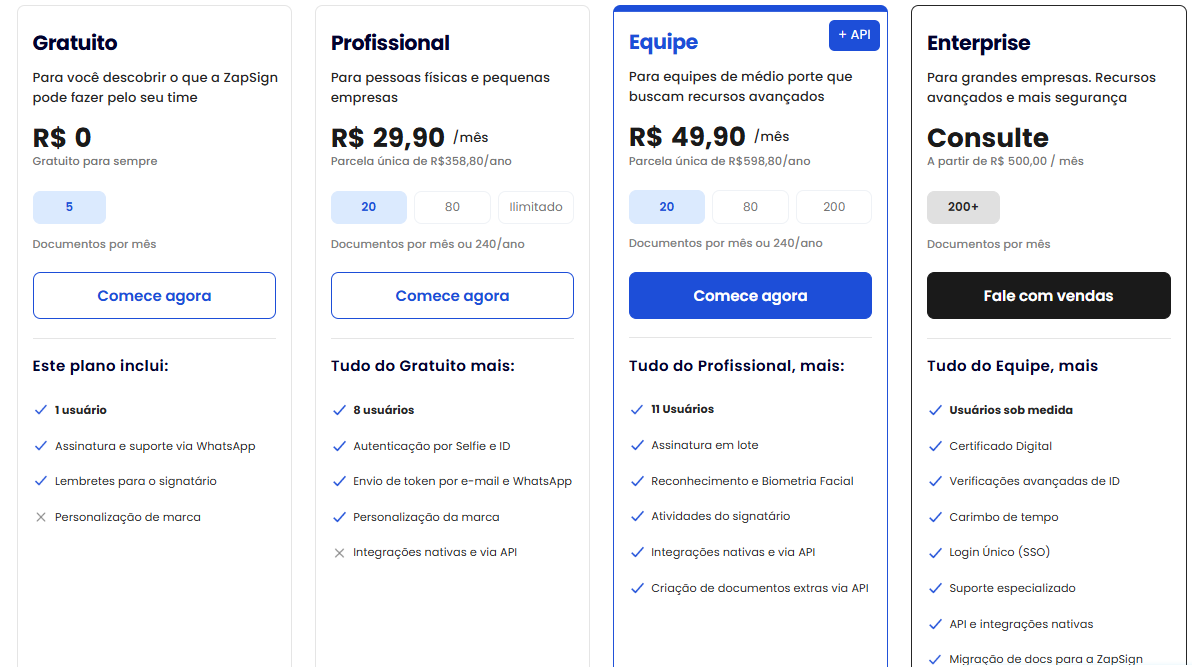 Gratuito
Para você descobrir o que a ZapSign
pode fazer pelo seu time
R$ 0
Gratuito para sempre
5
Documentos por mês
Comece agora
Este plano inclui:
1 usuário
Assinatura e suporte via WhatsApp
Lembretes para o signatário
Personalização de marca
Profissional
Para pessoas físicas e pequenas
empresas
R$ 29,90 /mês
Parcela única de R$358,80/ano
20 80 Ilimitado
Documentos por mês ou 240/ano
Comece agora
Tudo do Gratuito mais:
8 usuários
Autenticação por Selfie e ID
Envio de token por e-mail e WhatsApp
Personalização da marca
Integrações nativas e via API
Equipe
+ API
Para equipes de médio porte que
buscam recursos avançados
R$ 49,90 /mês
Parcela única de R$598,80/ano
20 80 200
Documentos por mês ou 240/ano
Comece agora
Tudo do Profissional, mais:
11 Usuários
Assinatura em lote
Reconhecimento e Biometria Facial
Atividades do signatário
Integrações nativas e via API
Criação de documentos extras via API
Enterprise
Para grandes empresas. Recursos
avançados e mais segurança
Consulte
A partir de R$ 500,00 / mês
200+
Documentos por mês
Fale com vendas
Tudo do Equipe, mais
Usuários sob medida
Certificado Digital
Verificações avançadas de ID
Carimbo de tempo
Login Único (SSO)
Suporte especializado
API e integrações nativas
Migração de docs para a ZapSign